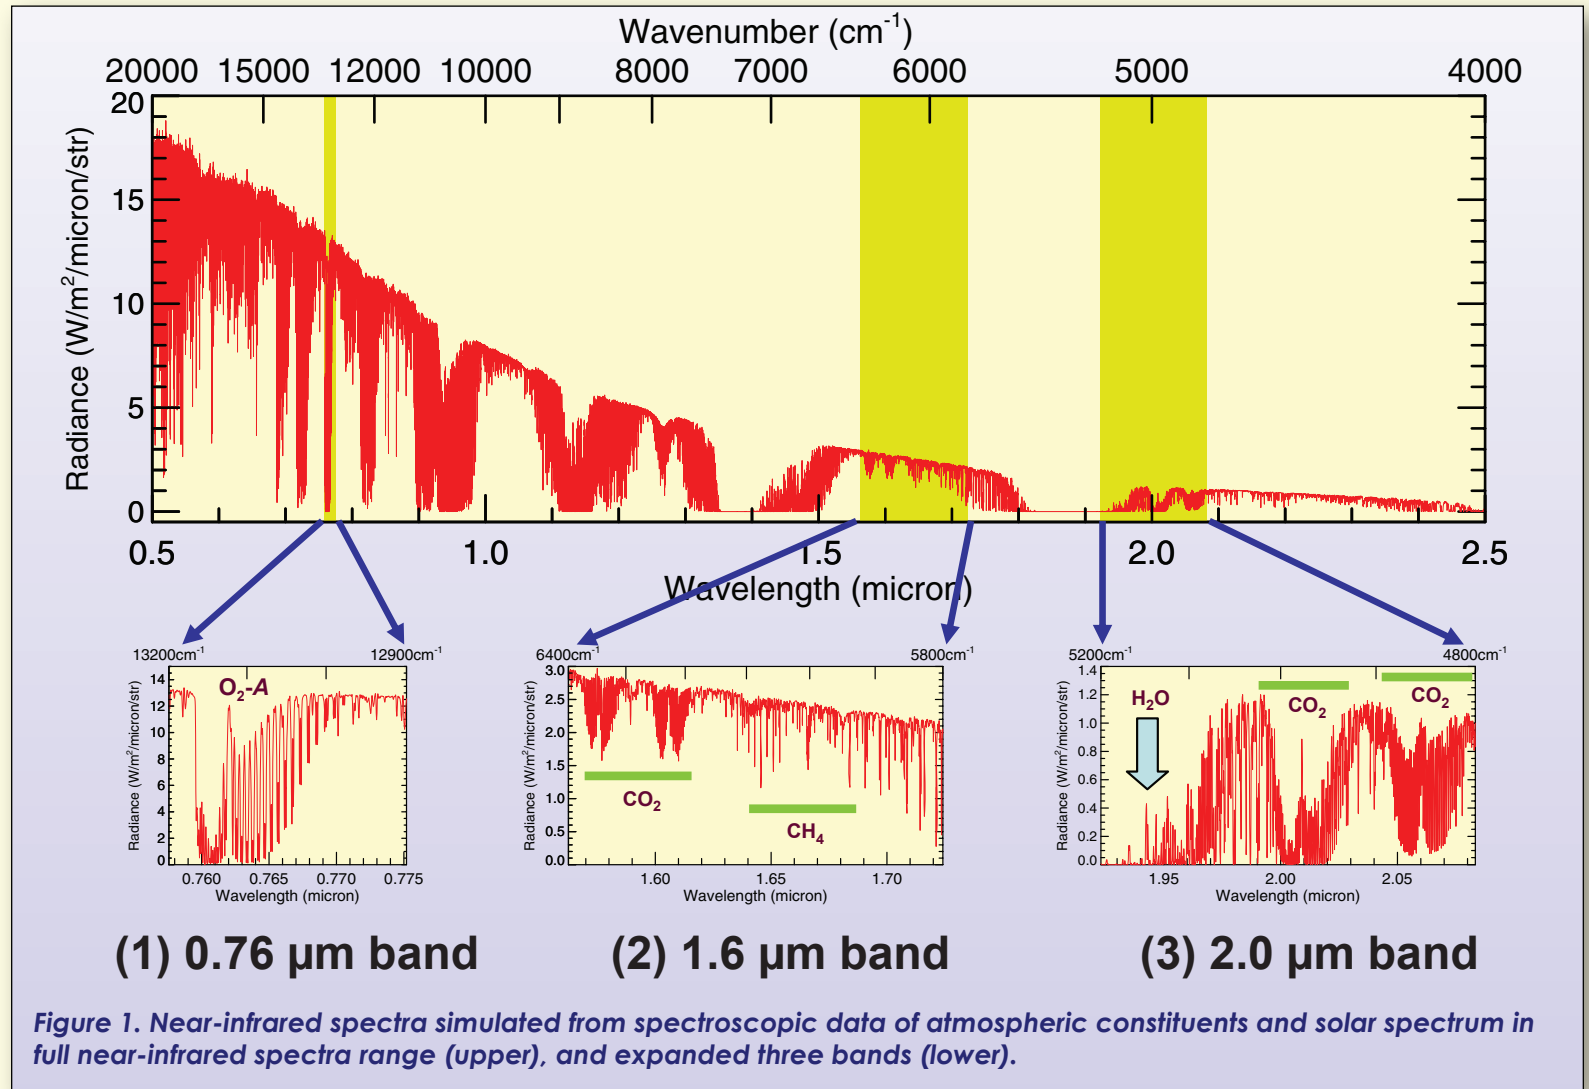 Wavenumber (cm-1)
20000 15000 12000 10000 8000 7000 6000 5000 4000
Radiance (W/m2/micron/str)
20
15
10
5
0
0.5 1.0 1.5 2.0 2.5
Wavelength (micron)
13200cm-1 12900cm-1
O2-A
Radiance (W/m2/micron/str)
14
12
10
8
6
4
2
0
0.760 0.765 0.770 0.775
Wavelength (micron)
(1) 0.76 µm band
6400cm-1 5800cm-1
Radiance (W/m2/micron/str)
3.0
2.5
2.0
1.5
1.0
0.5
0.0
CO2
CH4
1.60 1.65 1.70
Wavelength (micron)
(2) 1.6 µm band
5200cm-1 4800cm-1
Radiance (W/m2/micron/str)
1.4
1.2
1.0
0.8
0.6
0.4
0.2
0.0
H2O
CO2
CO2
1.95 2.00 2.05
Wavelength (micron)
(3) 2.0 µm band
Figure 1. Near-infrared spectra simulated from spectroscopic data of atmospheric constituents and solar spectrum in
full near-infrared spectra range (upper), and expanded three bands (lower).